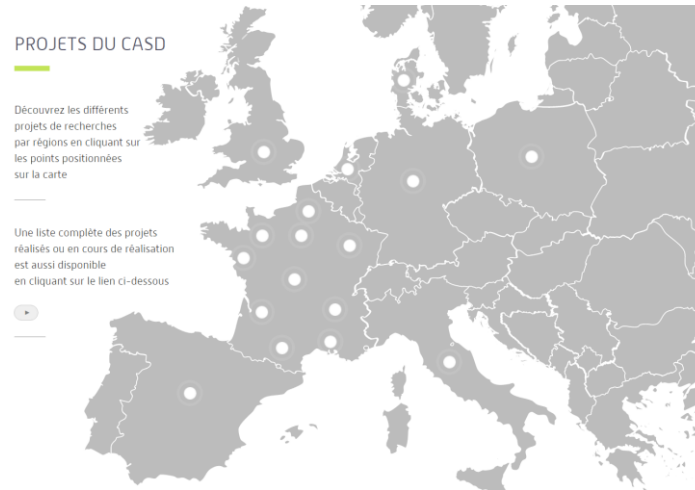 PROJETS DU CASD
Découvrez les différents
projets de recherches
par régions en cliquant sur
les points positionnées
sur la carte
Une liste complète des projets
réalisés ou en cours de réalisation
est aussi disponible
en cliquant sur le lien ci-dessous